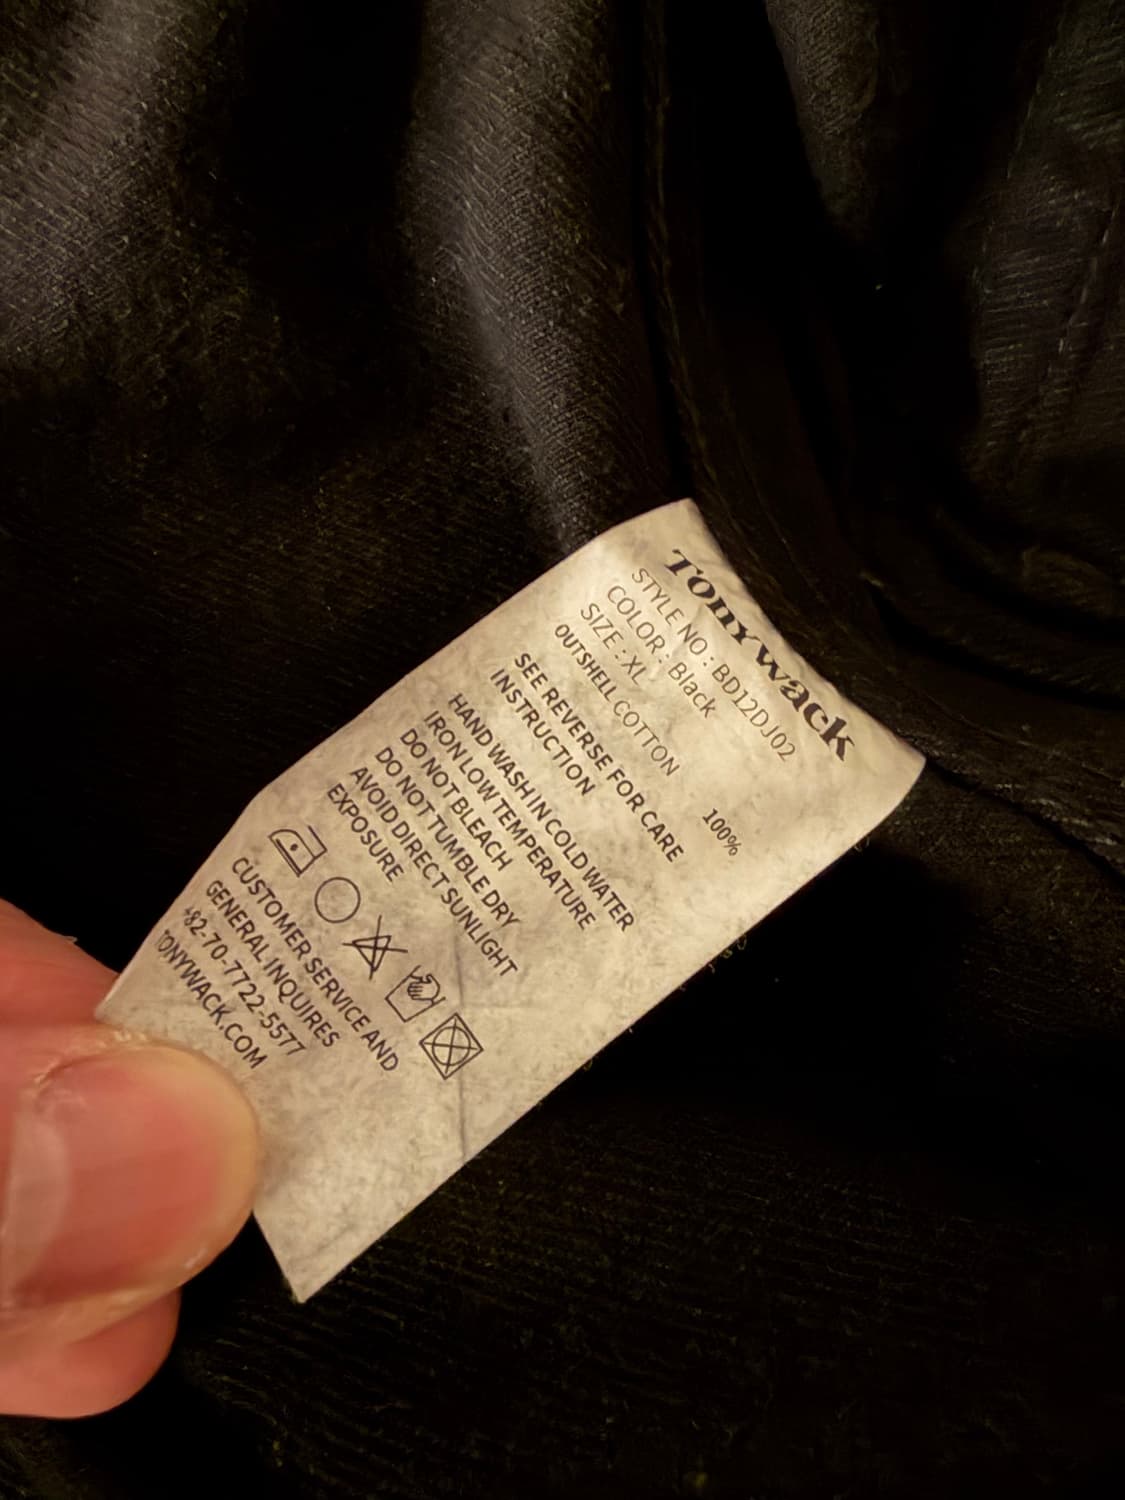 Tonywack
STYLE NO : BD12DJ02
COLOR : Black
SIZE : XL
OUTSHELL COTTON 100%
SEE REVERSE FOR CARE
INSTRUCTION
HAND WASH IN COLD WATER
IRON LOW TEMPERATURE
DO NOT BLEACH
DO NOT TUMBLE DRY
AVOID DIRECT SUNLIGHT
EXPOSURE
CUSTOMER SERVICE AND
GENERAL INQUIRES
+82-70-7722-5577
TONYWACK.COM